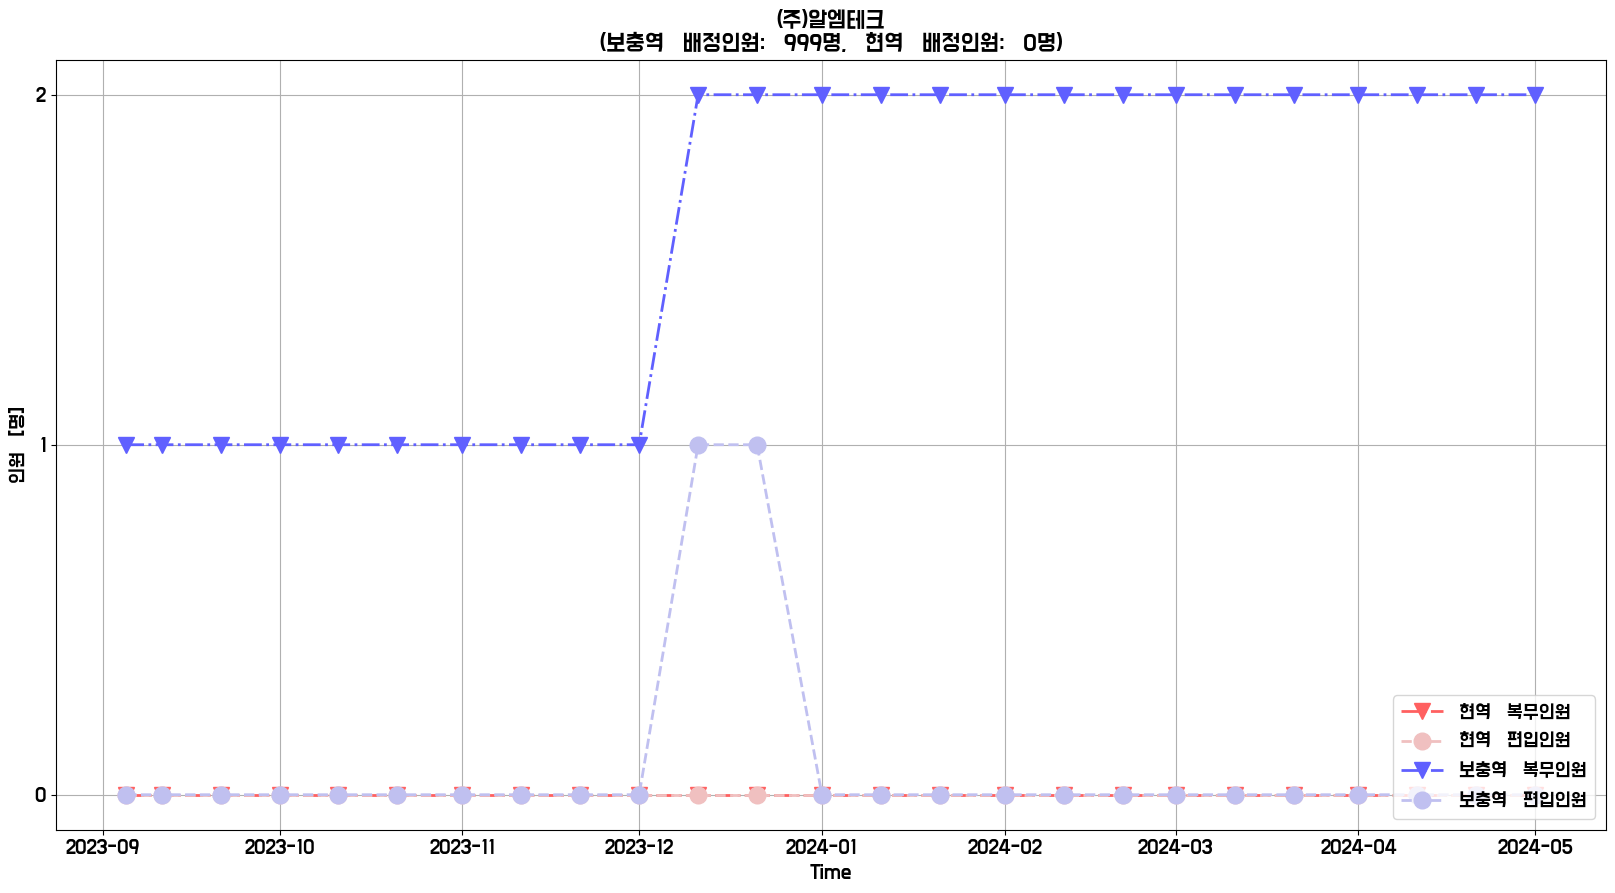 (주)알엠테크
(보충역 배정인원: 999명, 현역 배정인원: 0명)
인원 [명]
2
1
0
현역 복무인원
현역 편입인원
보충역 복무인원
보충역 편입인원
2023-09 2023-10 2023-11 2023-12 2024-01 2024-02 2024-03 2024-04 2024-05
Time